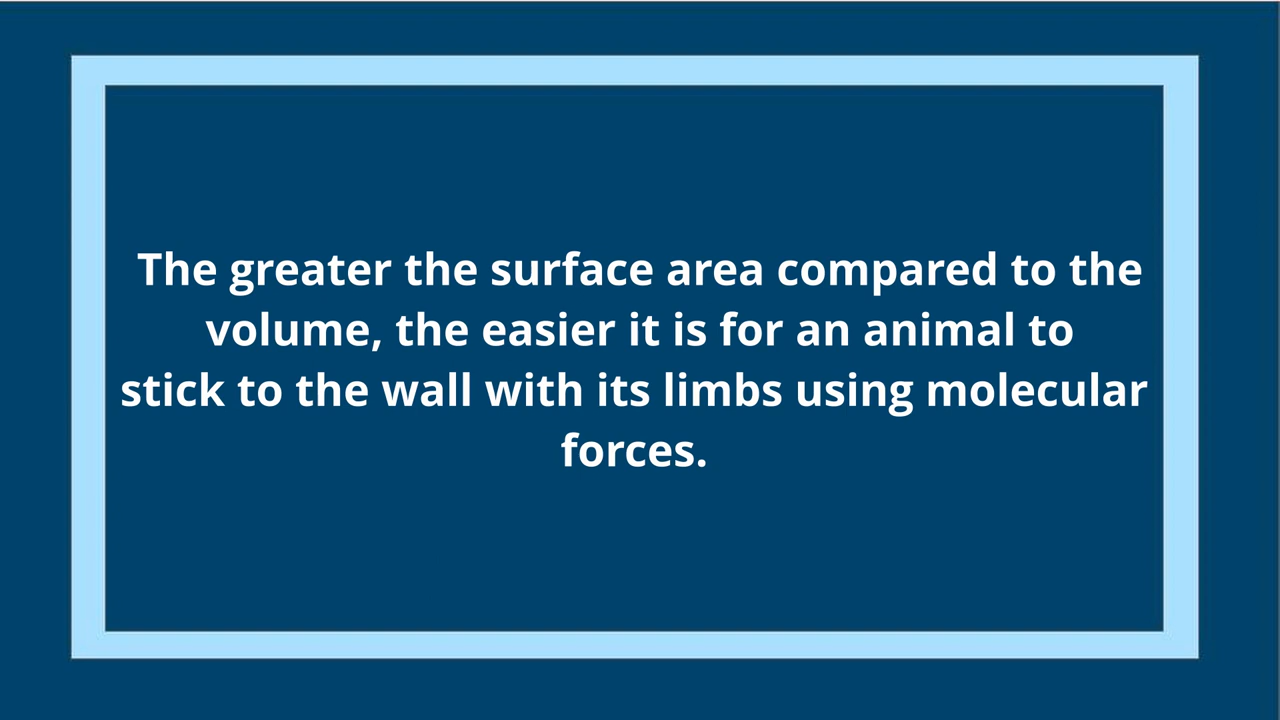 The greater the surface area compared to the
volume, the easier it is for an animal to
stick to the wall with its limbs using molecular
forces.